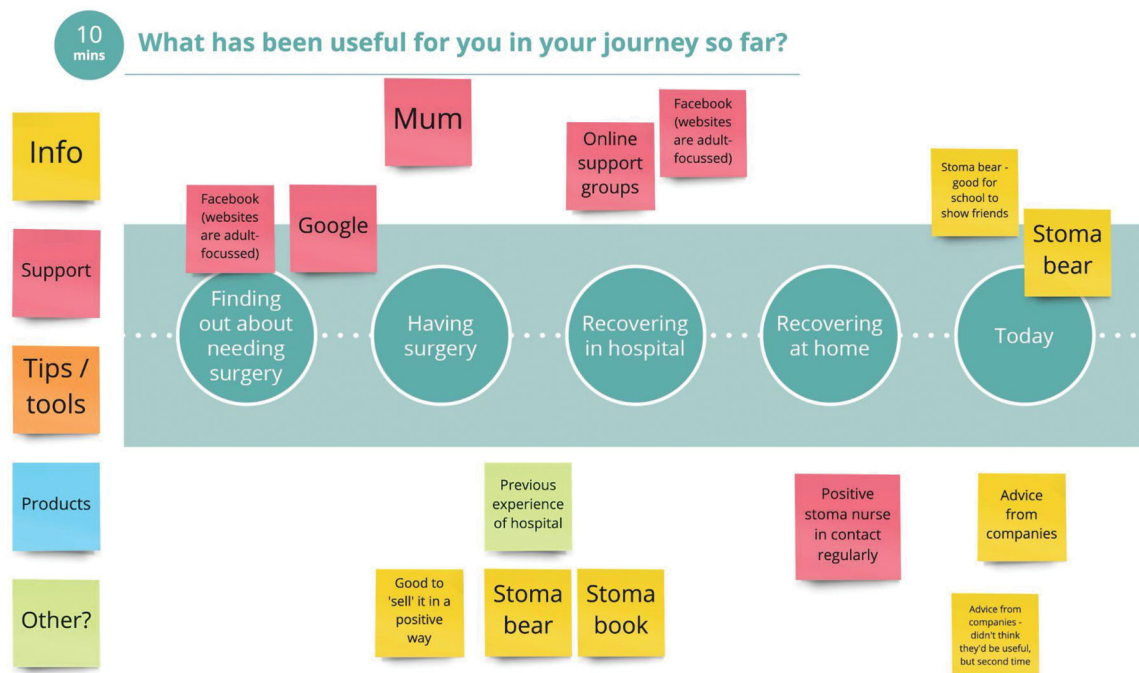 10
mins
What has been useful for you in your journey so far?
Info
Support
Tips /
tools
Products
Other?
Facebook
(websites
are adult-
focussed)
Google
Mum
Online
support
groups
Facebook
(websites
are adult-
focussed)
Stoma bear -
good for
school to
show friends
Stoma
bear
Finding
out about
needing
surgery
Having
surgery
Recovering
in hospital
Recovering
at home
Today
Previous
experience
of hospital
Good to
'sell' it in a
positive
way
Stoma
bear
Stoma
book
Positive
stoma nurse
in contact
regularly
Advice
from
companies
Advice from
companies -
didn't think
they'd be useful,
but second time